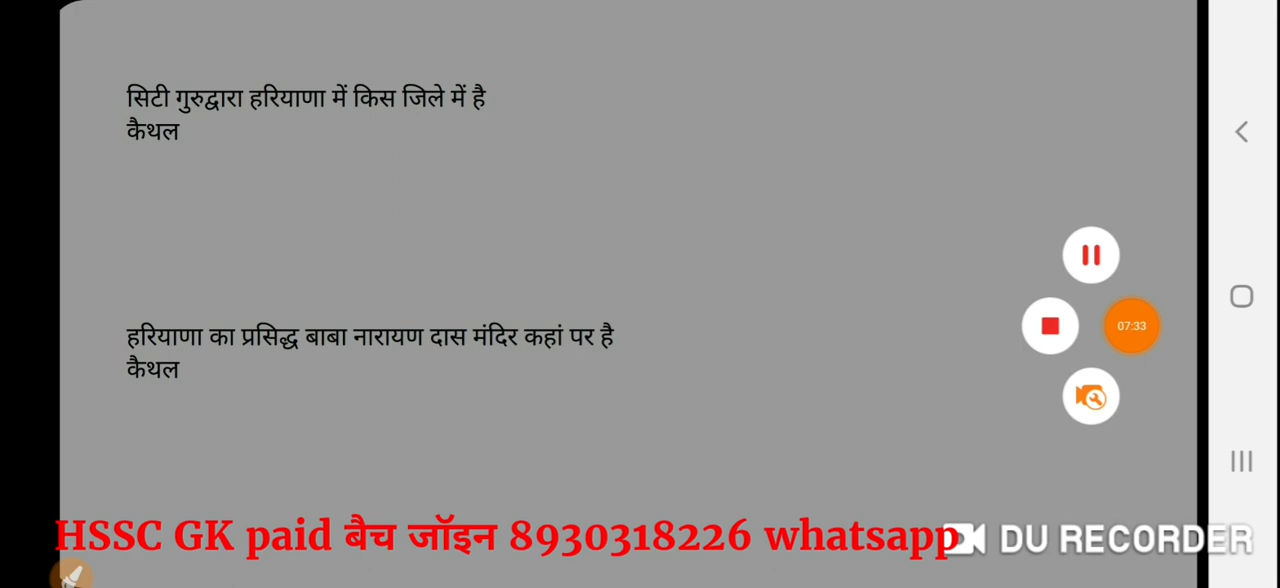 सिटी गुरुद्वारा हरियाणा में किस जिले में है
कैथल
07:33
हरियाणा का प्रसिद्ध बाबा नारायण दास मंदिर कहां पर है
कैथल
HSSC GK paid बैच जॉइन 8930318226 whatsapp
DU RECORDER